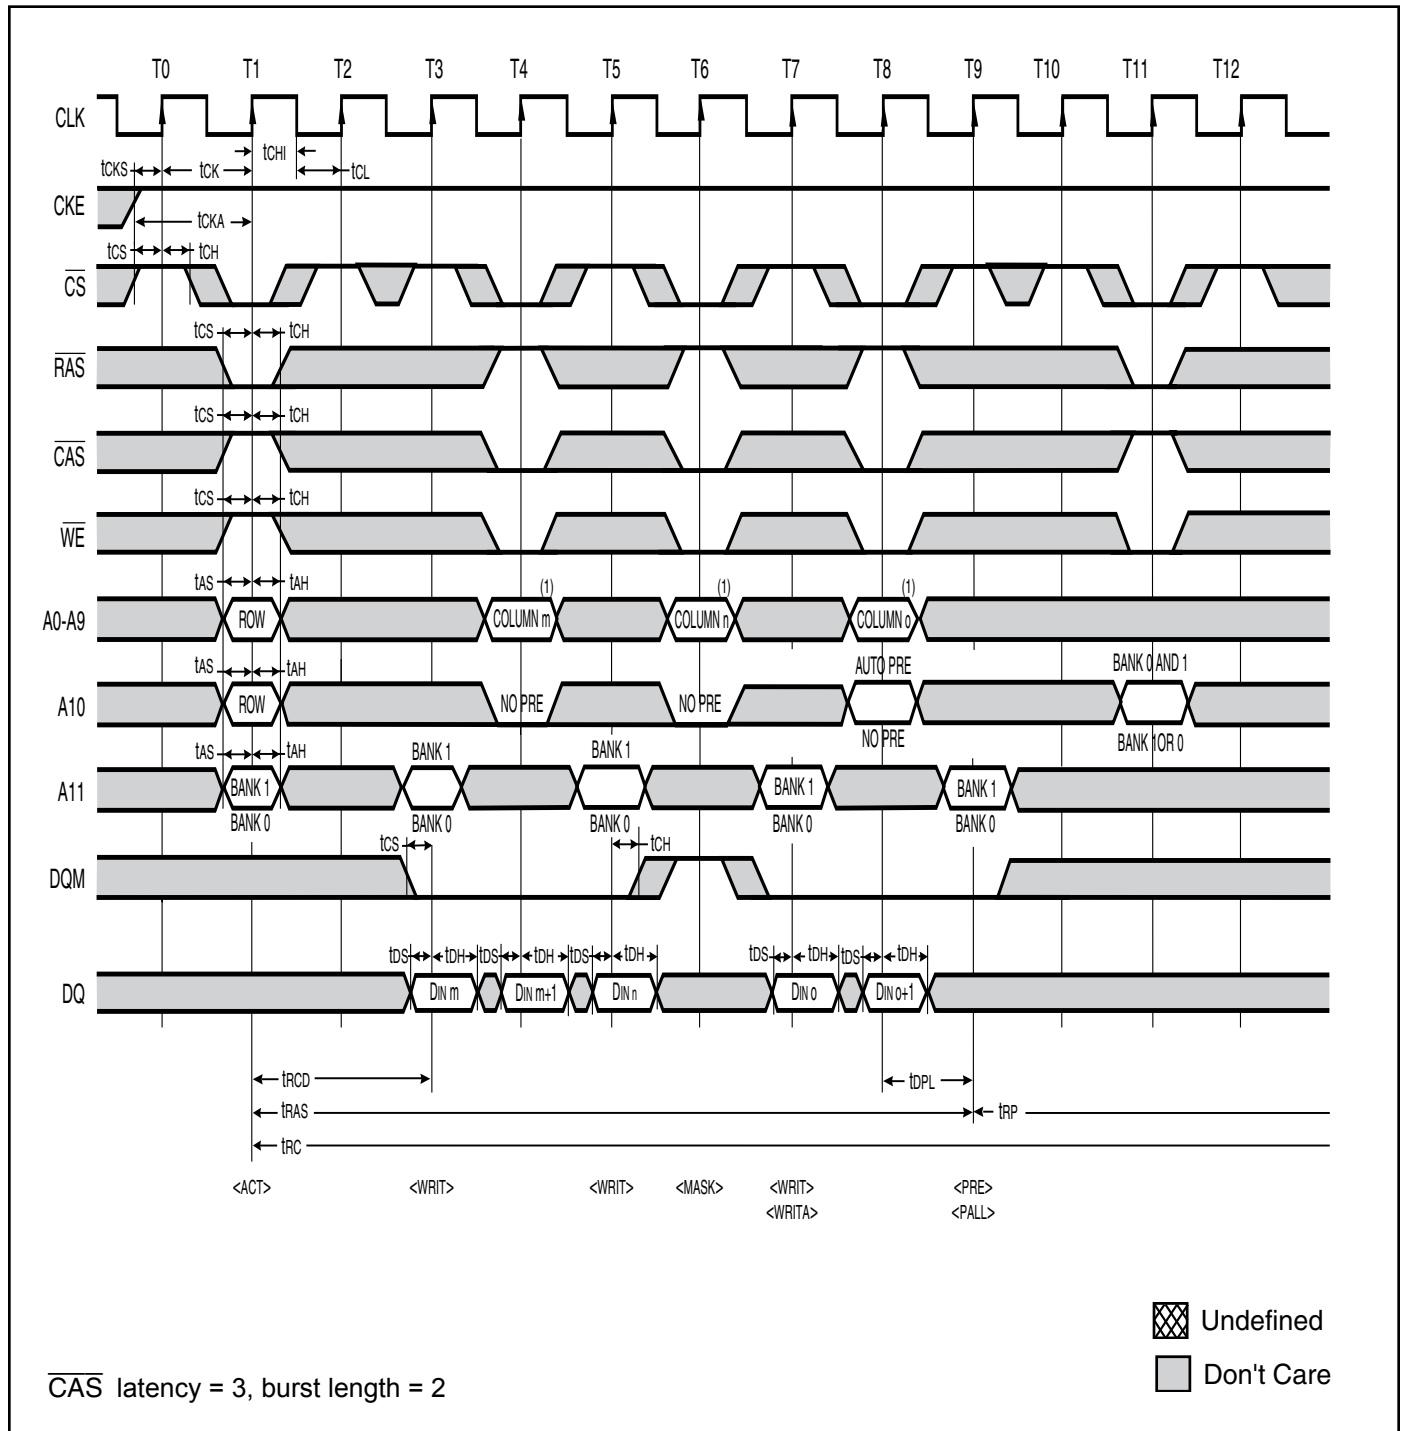 T0 T1 T2 T3 T4 T5 T6 T7 T8 T9 T10 T11 T12
CLK
tCHI
tCKS tCK tCL
CKE
tCKA
tCS tCH
CS
tCS tCH
RAS
tCS tCH
CAS
tCS tCH
WE
tAS tAH (1) (1) (1)
A0-A9 ROW COLUMN m COLUMN n COLUMN o
tAS tAH AUTO PRE BANK 0 AND 1
A10 ROW NO PRE NO PRE
NO PRE BANK 1OR 0
tAS tAH BANK 1 BANK 1
A11 BANK 1 BANK 1 BANK 1
BANK 0 BANK 0 BANK 0 BANK 0 BANK 0
tCS tCH
DQM
tDS tDH tDS tDH tDS tDH tDS tDH tDS tDH
DQ DIN m DIN m+1 DIN n DIN o DIN o+1
tRCD tDPL
tRAS tRP
tRC
<ACT> <WRIT> <WRIT> <MASK> <WRIT> <PRE>
<WRITA> <PALL>
Undefined
Don't Care
CAS latency = 3, burst length = 2